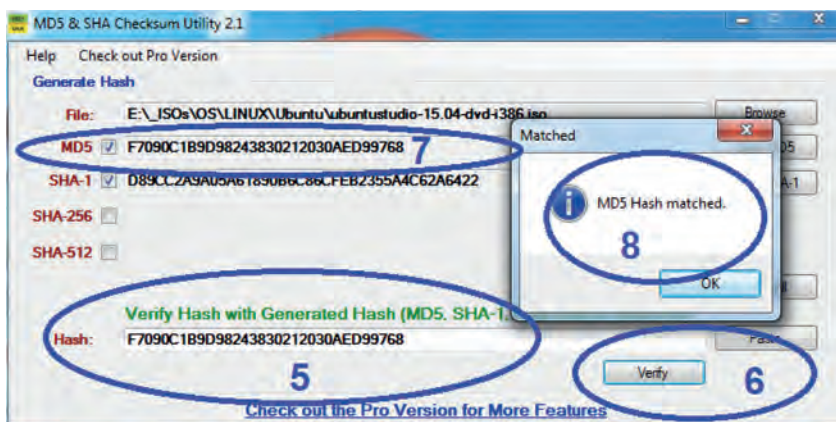 MD5 & SHA Checksum Utility 2.1
Help Check out Pro Version
Generate Hash
File: E:\_ISOs\OS\LINUX\Ubuntu\ubuntustudio-15.04-dvd-i386.iso Browse
Matched
MD5 F7090C1B9D98243830212030AED99768 7
SHA-1 D89CC2A9A05A61890B6C86CFEB2355A4C62A6422
MD5 Hash matched.
SHA-256
8
SHA-512
OK
Verify Hash with Generated Hash (MD5, SHA-1,
Hash: F7090C1B9D98243830212030AED99768
5
Verify 6
Check out the Pro Version for More Features